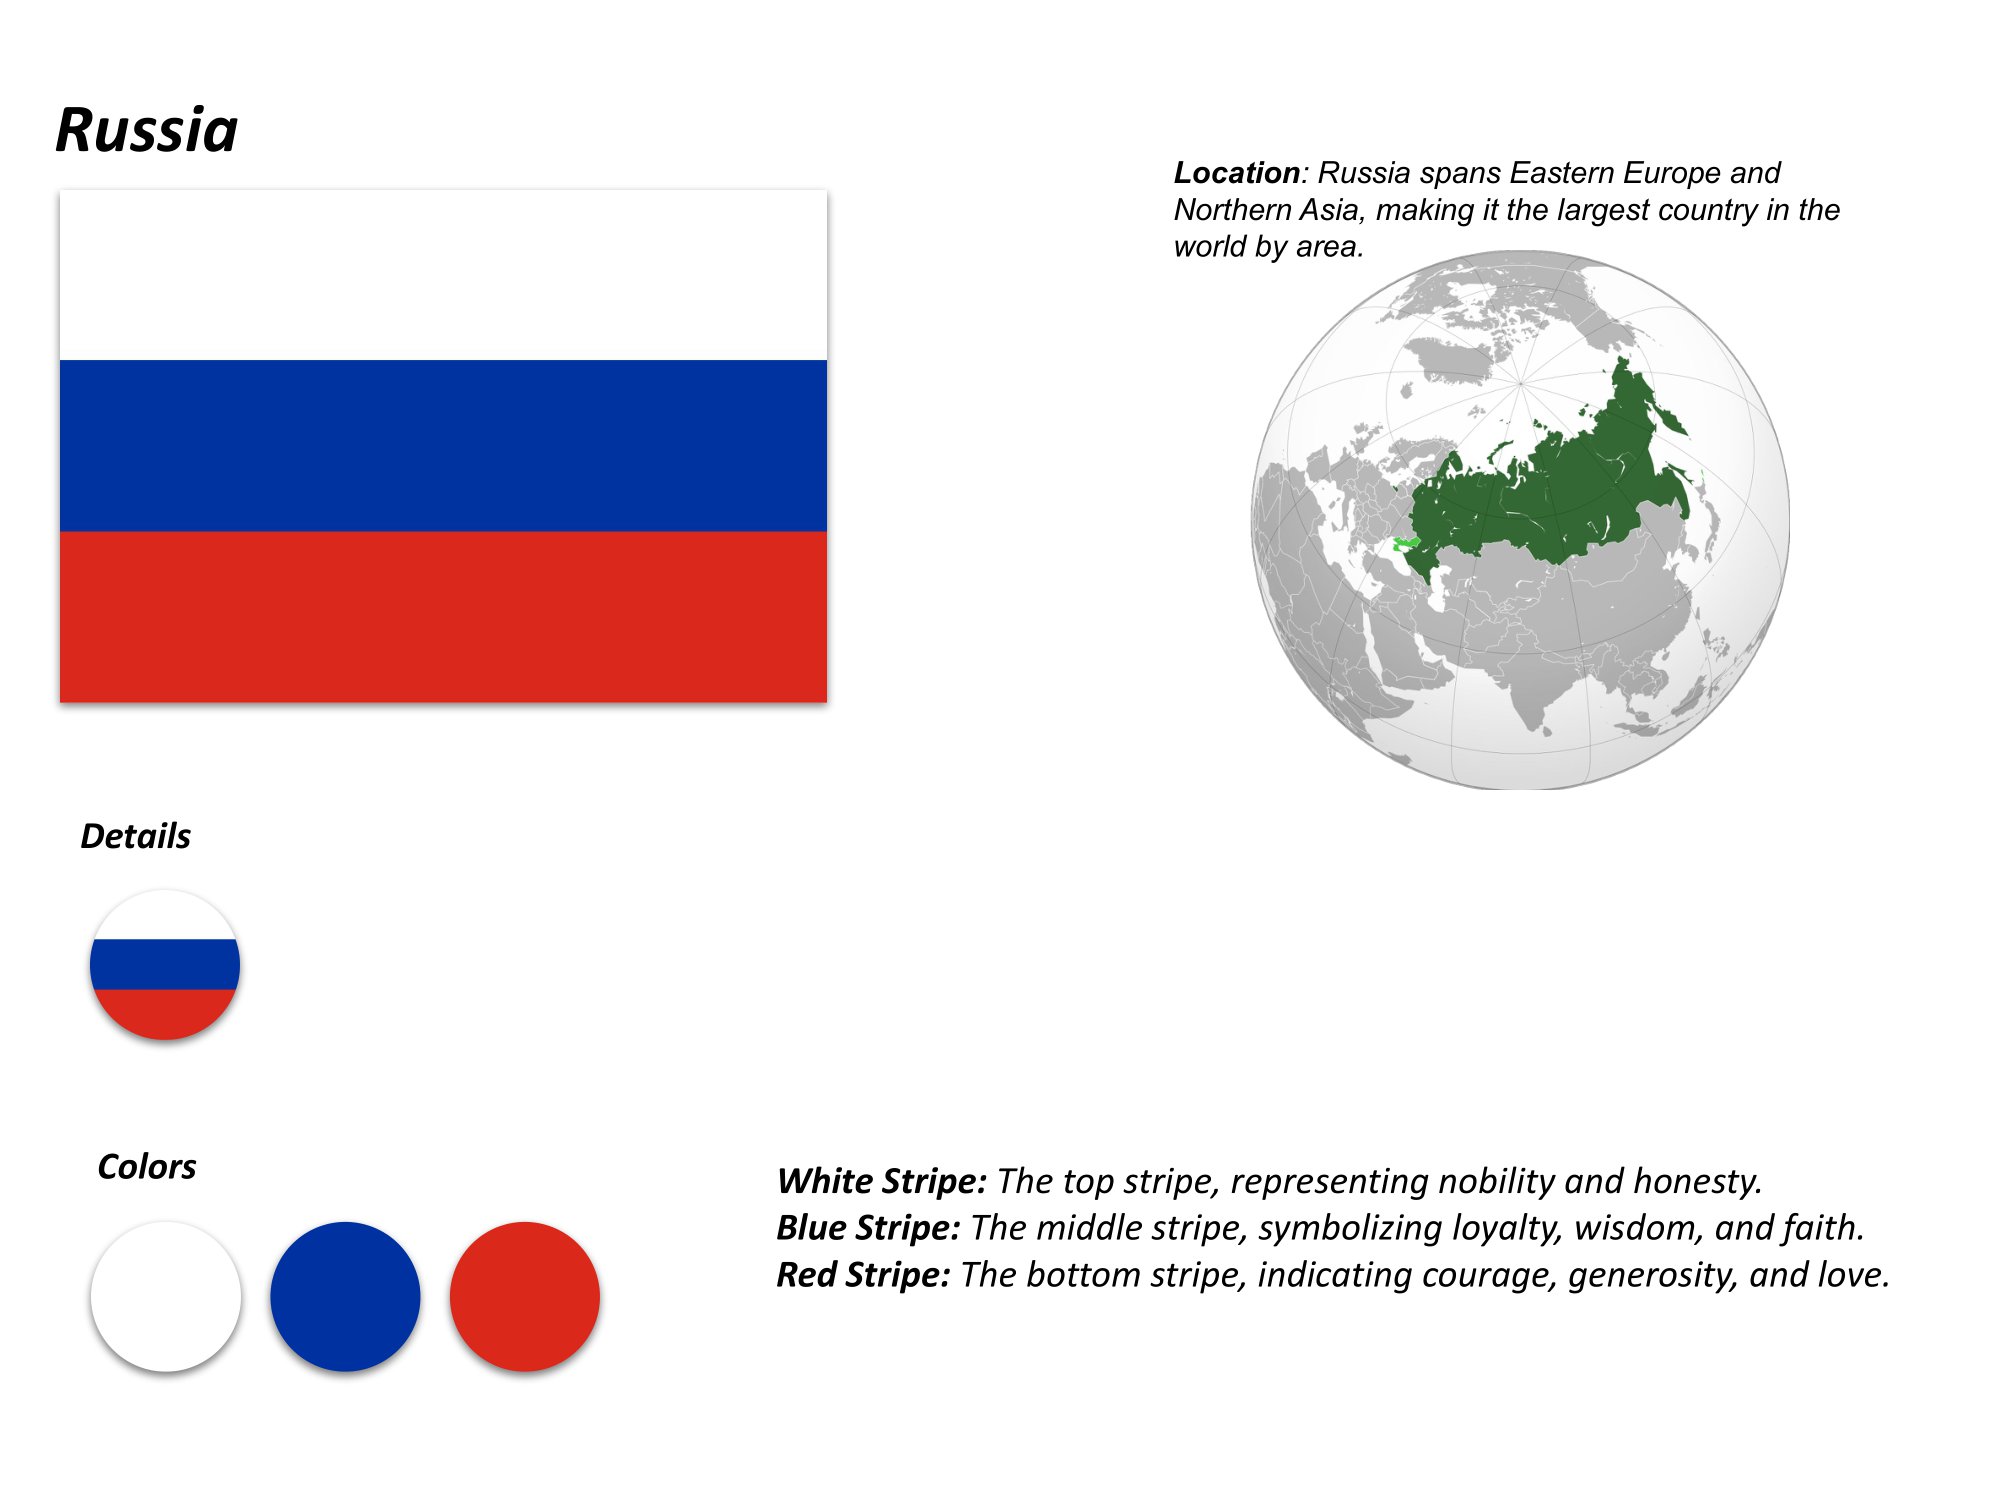 Russia
Location: Russia spans Eastern Europe and
Northern Asia, making it the largest country in the
world by area.
Details
Colors
White Stripe: The top stripe, representing nobility and honesty.
Blue Stripe: The middle stripe, symbolizing loyalty, wisdom, and faith.
Red Stripe: The bottom stripe, indicating courage, generosity, and love.